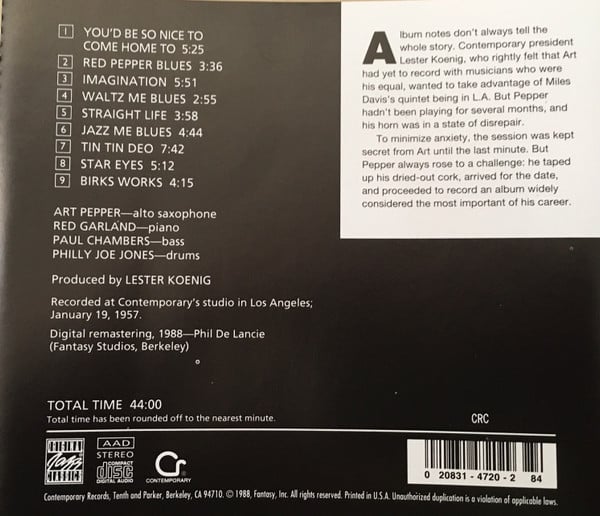 1 YOU'D BE SO NICE TO
COME HOME TO 5:25
2 RED PEPPER BLUES 3:36
3 IMAGINATION 5:51
4 WALTZ ME BLUES 2:55
5 STRAIGHT LIFE 3:58
6 JAZZ ME BLUES 4:44
7 TIN TIN DEO 7:42
8 STAR EYES 5:12
9 BIRKS WORKS 4:15
ART PEPPER—alto saxophone
RED GARLAND—piano
PAUL CHAMBERS—bass
PHILLY JOE JONES—drums
Produced by LESTER KOENIG
Recorded at Contemporary's studio in Los Angeles;
January 19, 1957.
Digital remastering, 1988—Phil De Lancie
(Fantasy Studios, Berkeley)
Album notes don't always tell the
whole story. Contemporary president
Lester Koenig, who rightly felt that Art
had yet to record with musicians who were
his equal, wanted to take advantage of Miles
Davis's quintet being in L.A. But Pepper
hadn't been playing for several months, and
his horn was in a state of disrepair.
To minimize anxiety, the session was kept
secret from Art until the last minute. But
Pepper always rose to a challenge: he taped
up his dried-out cork, arrived for the date,
and proceeded to record an album widely
considered the most important of his career.
TOTAL TIME 44:00
Total time has been rounded off to the nearest minute.
CRC
ORIGINAL
Jazz
CLASSICS
AAD
STEREO
COMPACT
disc
DIGITAL AUDIO
Cr
CONTEMPORARY
0 20831-4720-2 84
Contemporary Records, Tenth and Parker, Berkeley, CA 94710. © 1988, Fantasy, Inc. All rights reserved. Printed in U.S.A. Unauthorized duplication is a violation of applicable laws.